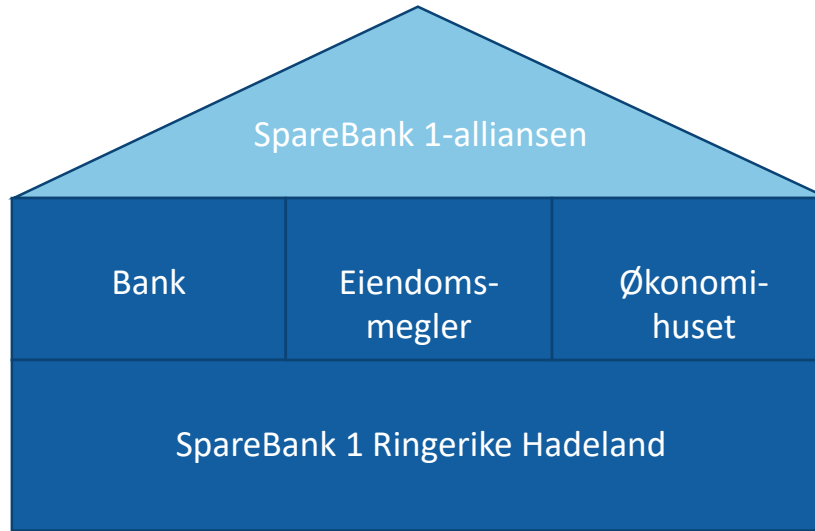 SpareBank 1-alliansen
Bank
Eiendoms-
megler
Økonomi-
huset
SpareBank 1 Ringerike Hadeland